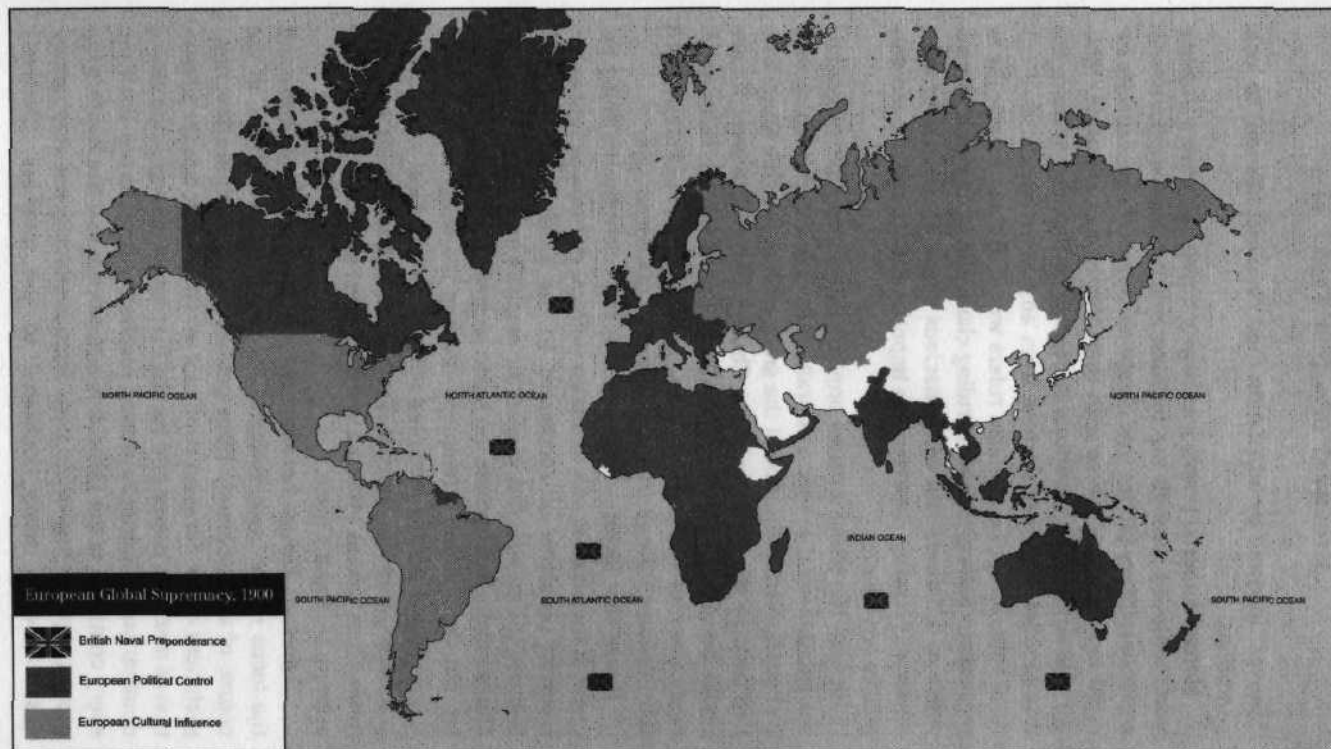 NORTH PACIFIC OCEAN
NORTH ATLANTIC OCEAN
NORTH PACIFIC OCEAN
INDIAN OCEAN
SOUTH PACIFIC OCEAN
SOUTH ATLANTIC OCEAN
SOUTH PACIFIC OCEAN
European Global Supremacy, 1900
British Naval Preponderance
European Political Control
European Cultural Influence